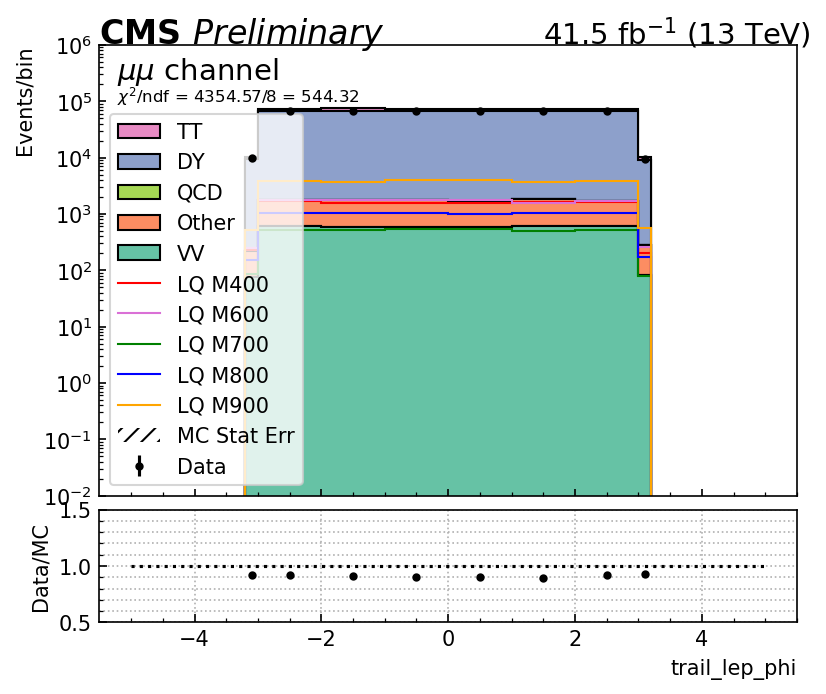 CMS Preliminary 41.5 fb⁻¹ (13 TeV)
Events/bin
10⁶
10⁵
10⁴
10³
10²
10¹
10⁰
10⁻¹
10⁻²
μμ channel
χ²/ndf = 4354.57/8 = 544.32
TT
DY
QCD
Other
VV
LQ M400
LQ M600
LQ M700
LQ M800
LQ M900
MC Stat Err
Data
Data/MC
1.5
1.0
0.5
−4 −2 0 2 4
trail_lep_phi